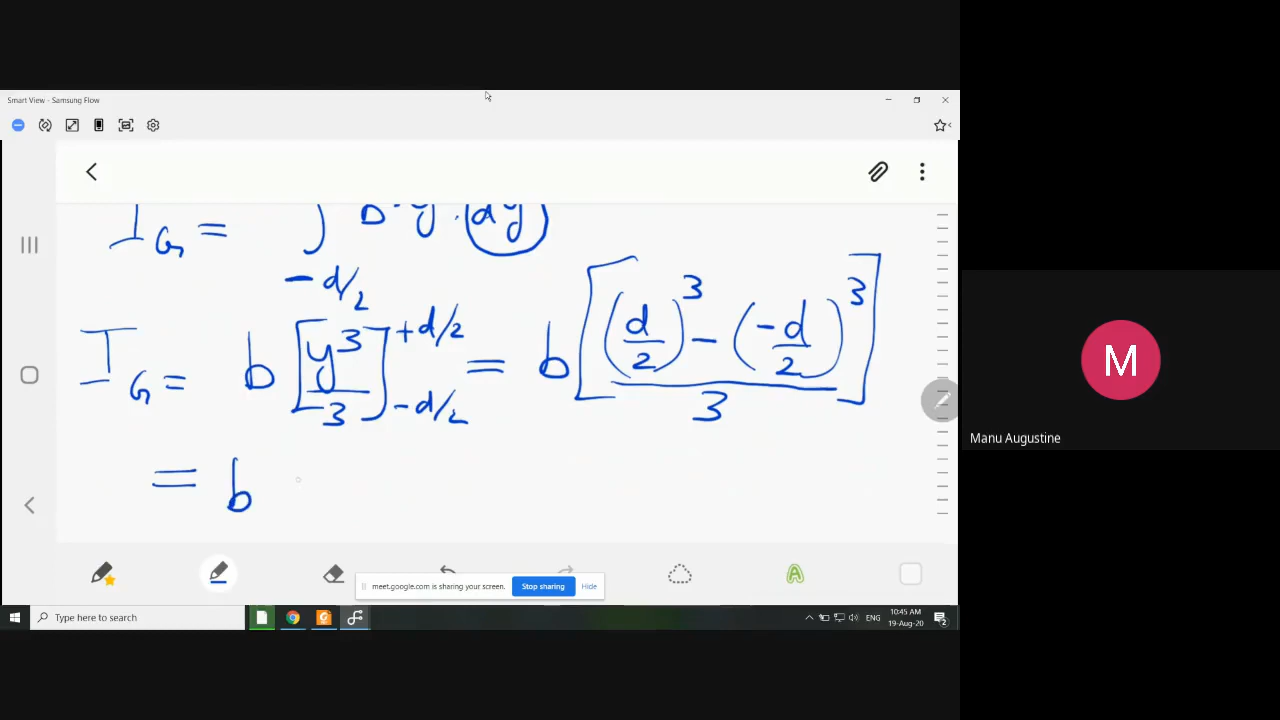 Smart View - Samsung Flow
I_G = ∫ b · y · dy
- d/2
I_G = b [y³/3] +d/2 -d/2 = b [((d/2)³ - (-d/2)³)/3]
= b
Manu Augustine
A
meet.google.com is sharing your screen. Stop sharing Hide
Type here to search
ENG 10:45 AM
19-Aug-20
2
M